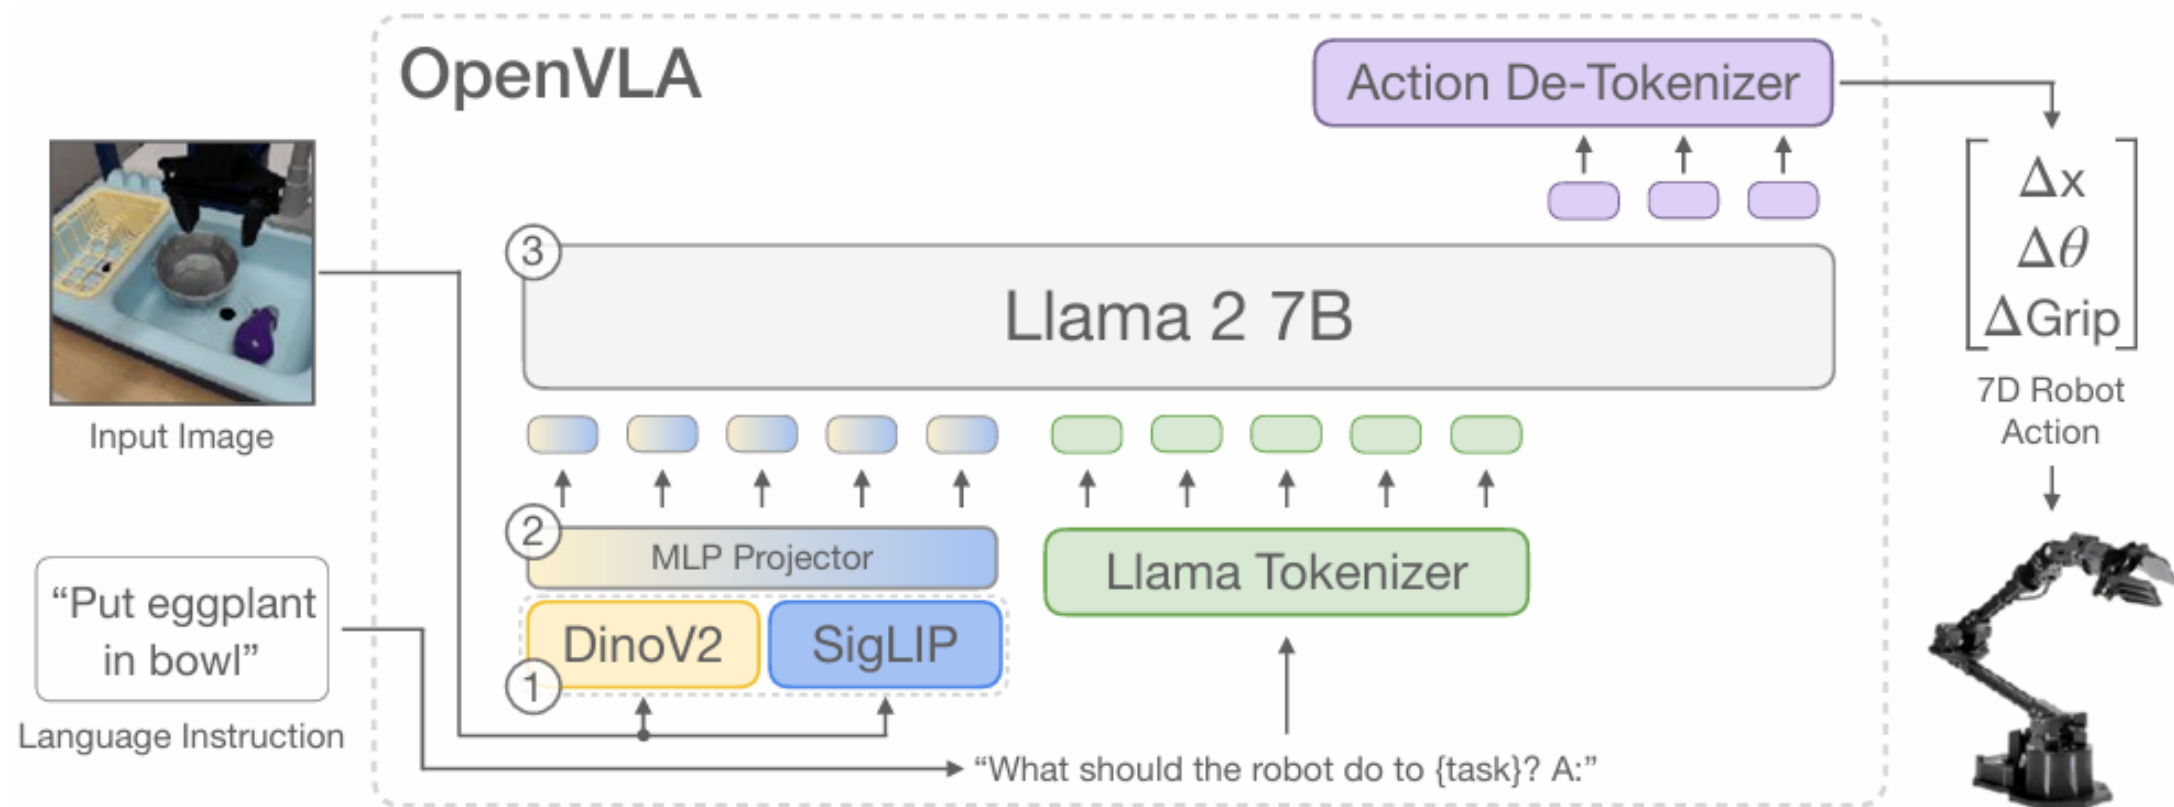 OpenVLA
Action De-Tokenizer
Δx
Δθ
ΔGrip
7D Robot
Action
Input Image
3
Llama 2 7B
2
MLP Projector
Llama Tokenizer
DinoV2
SigLIP
1
“Put eggplant
in bowl”
Language Instruction
“What should the robot do to {task}? A:”